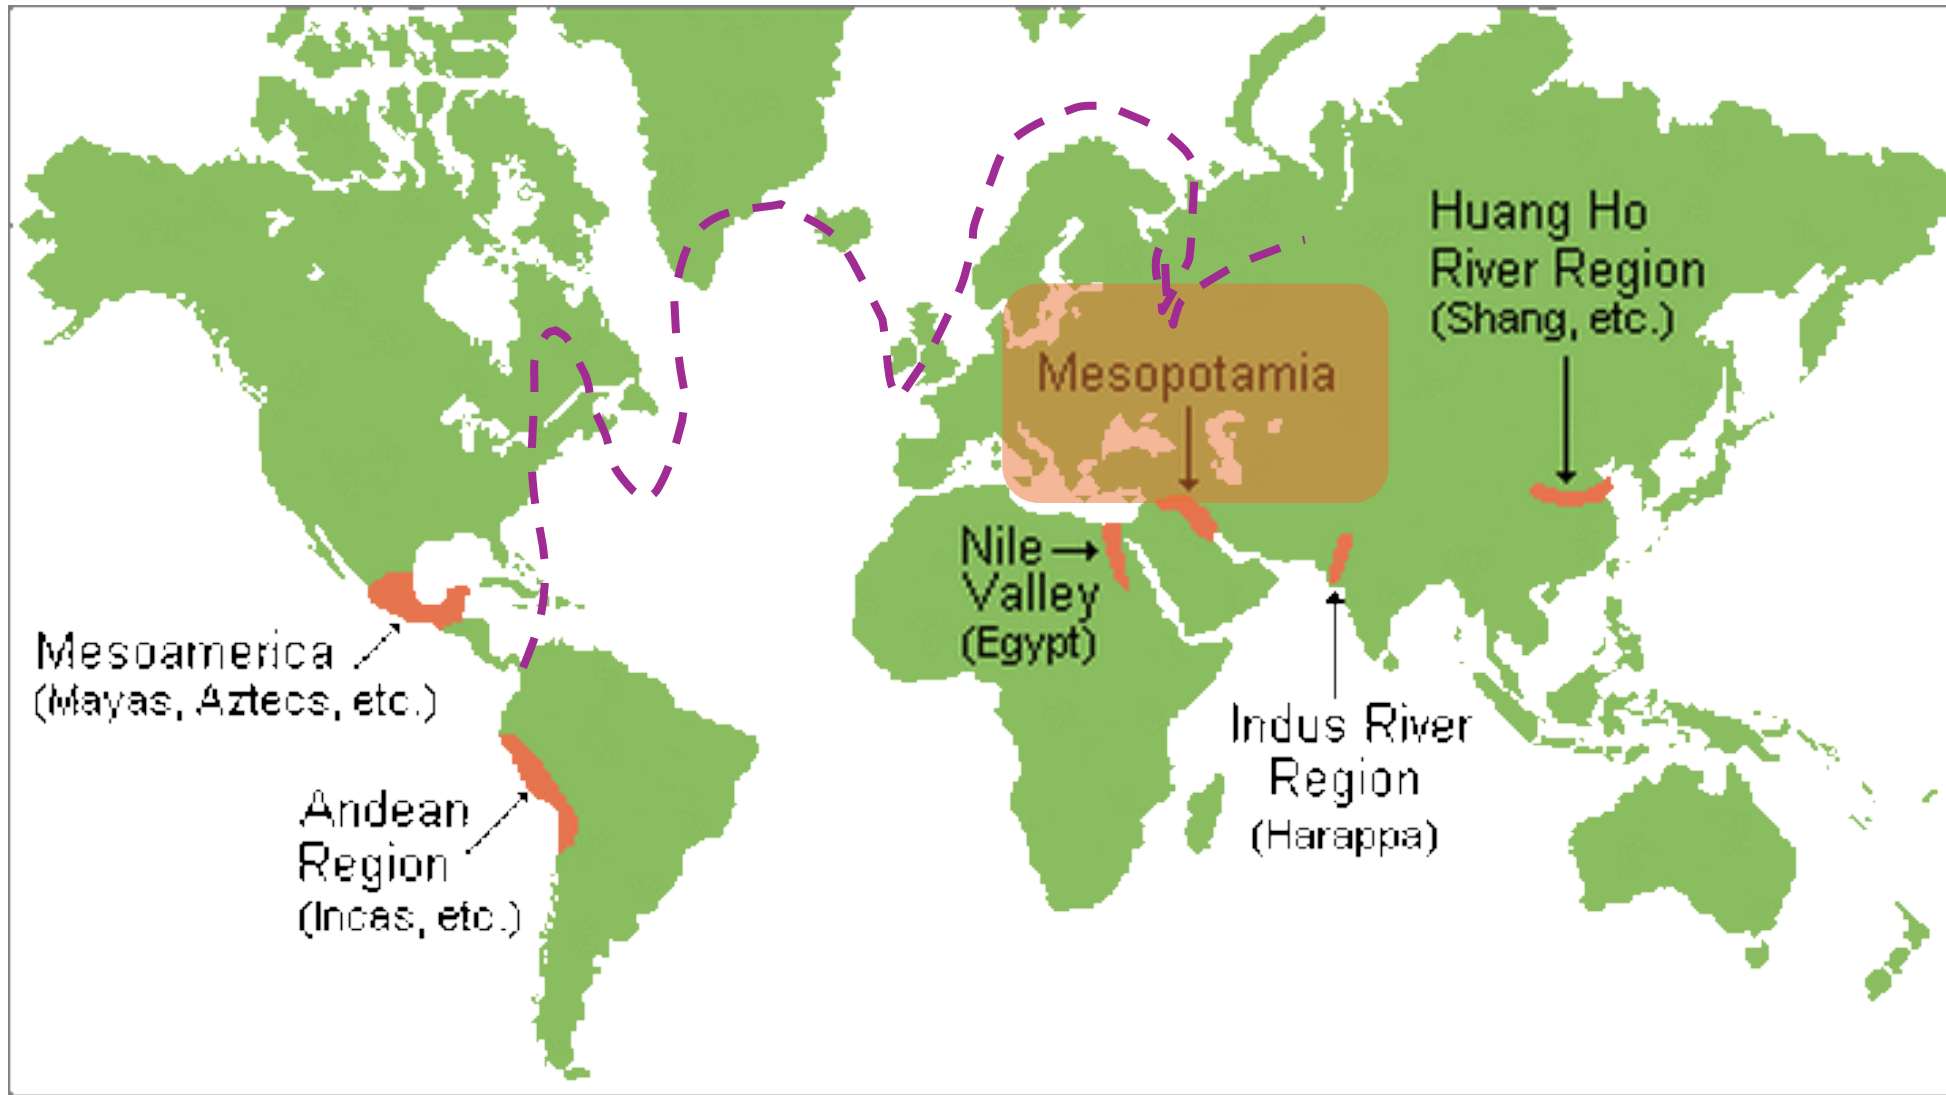 Huang Ho
River Region
(Shang, etc.)
Mesopotamia
Nile
Valley
(Egypt)
Mesoamerica
(Mayas, Aztecs, etc.)
Indus River
Region
(Harappa)
Andean
Region
(Incas, etc.)